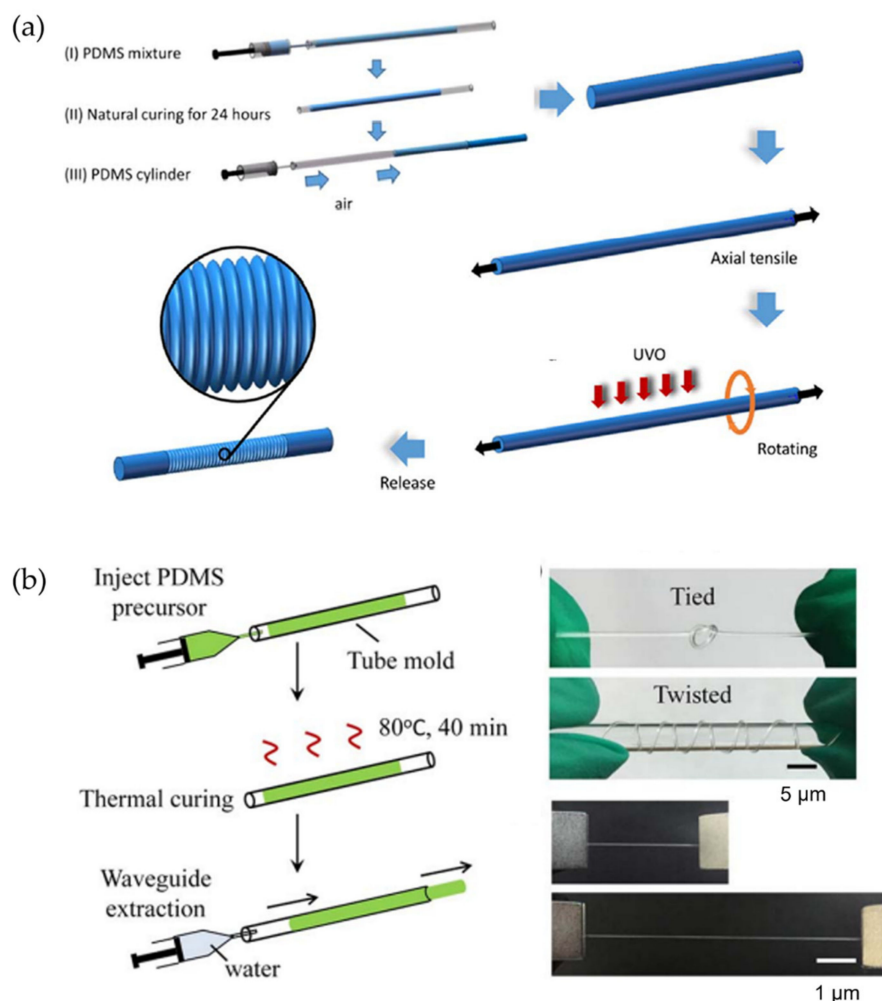 (a)
(I) PDMS mixture
(II) Natural curing for 24 hours
(III) PDMS cylinder
air
Axial tensile
UVO
Rotating
Release
(b)
Inject PDMS
precursor
Tube mold
80°C, 40 min
Thermal curing
Waveguide
extraction
water
Tied
Twisted
5 μm
1 μm